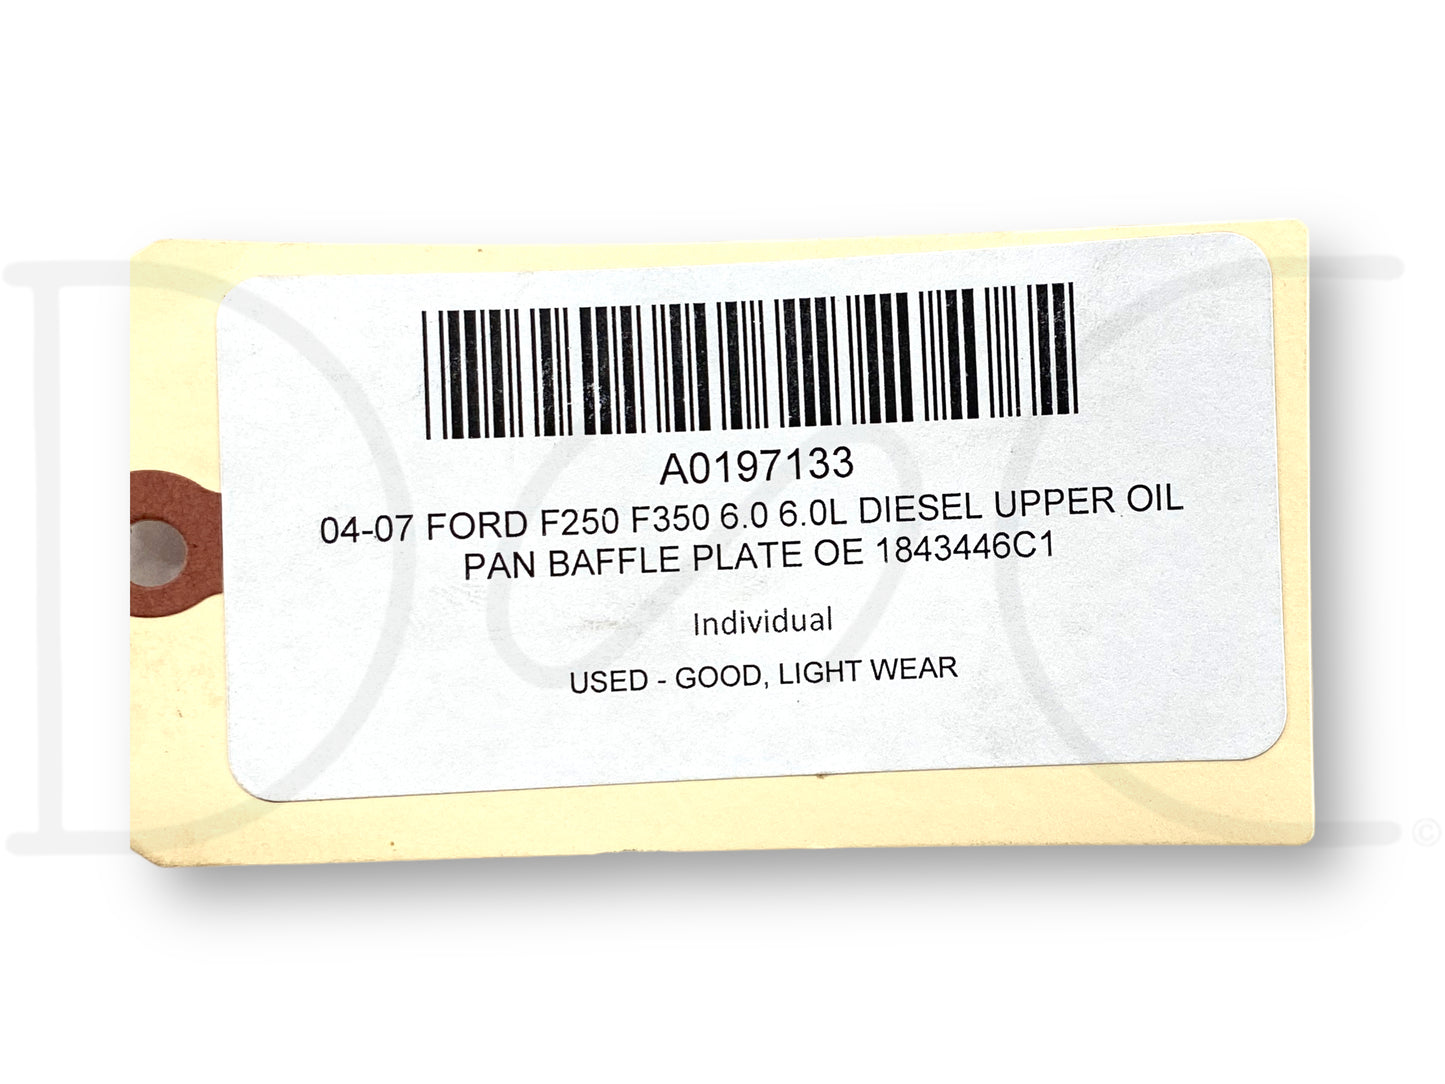 A0197133
04-07 FORD F250 F350 6.0 6.0L DIESEL UPPER OIL
PAN BAFFLE PLATE OE 1843446C1
Individual
USED - GOOD, LIGHT WEAR
D C
©